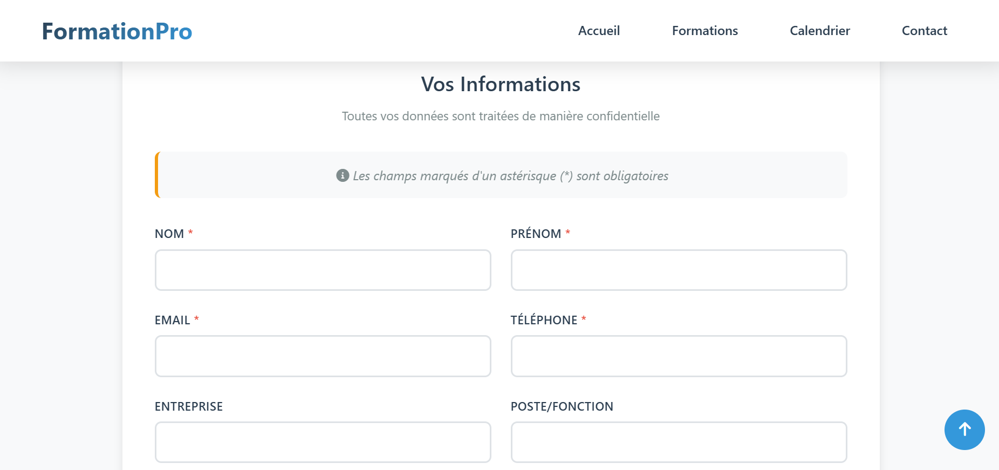 FormationPro
Accueil
Formations
Calendrier
Contact
Vos Informations
Toutes vos données sont traitées de manière confidentielle
Les champs marqués d'un astérisque (*) sont obligatoires
NOM *
PRÉNOM *
EMAIL *
TÉLÉPHONE *
ENTREPRISE
POSTE/FONCTION